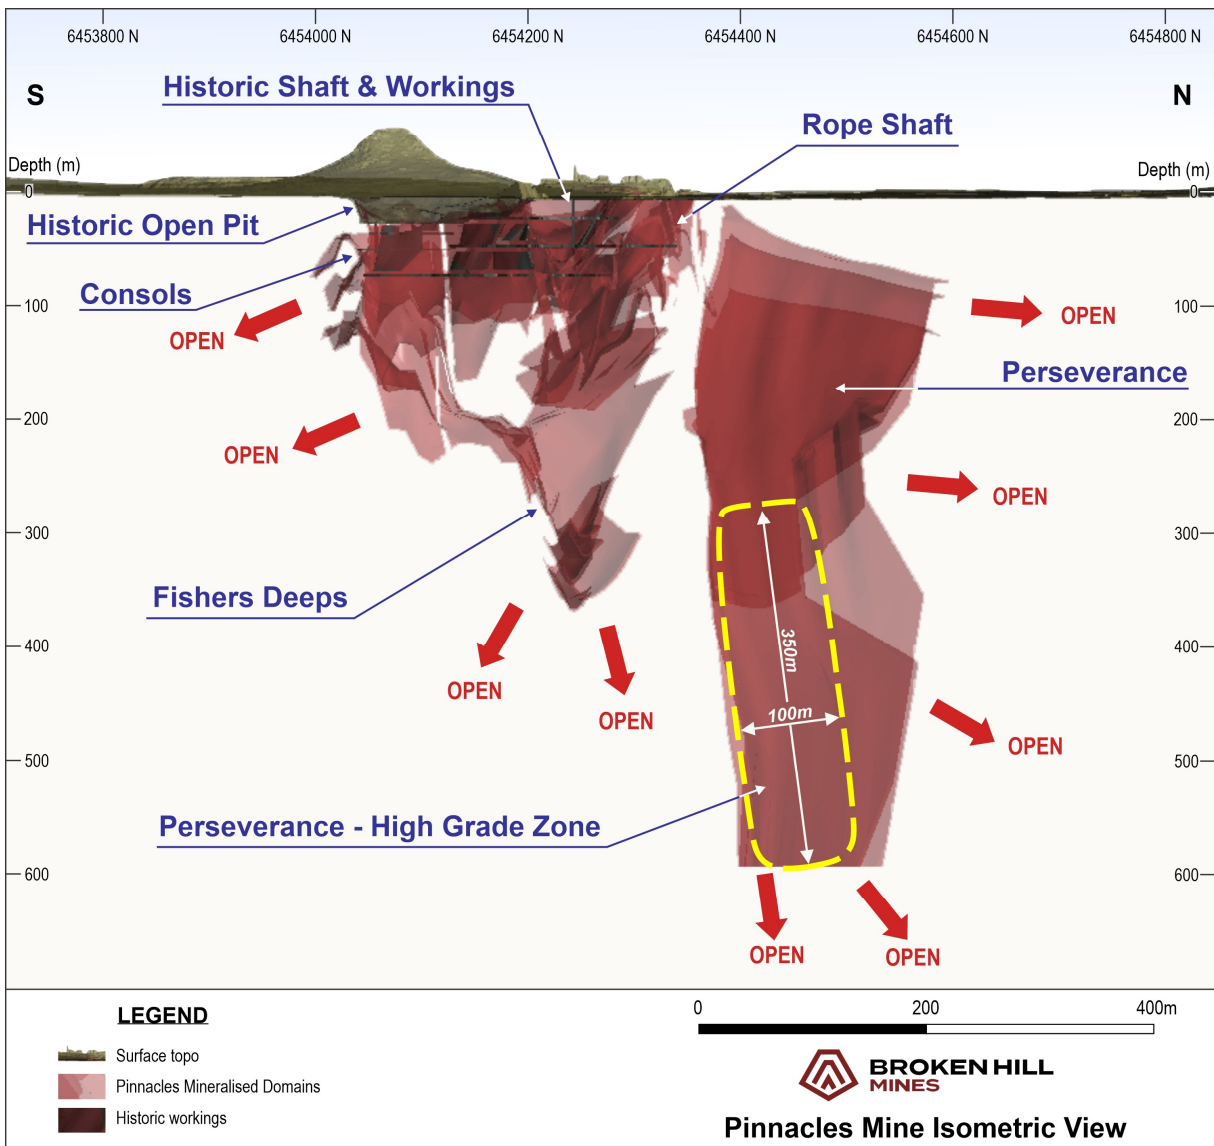 6453800 N
6454000 N
6454200 N
6454400 N
6454600 N
6454800 N
S
Historic Shaft & Workings
N
Rope Shaft
Depth (m)
Depth (m)
0
0
Historic Open Pit
Consols
100
100
OPEN
OPEN
Perseverance
200
200
OPEN
OPEN
300
300
Fishers Deeps
400
400
350m
OPEN
OPEN
100m
OPEN
500
500
Perseverance - High Grade Zone
600
600
OPEN
OPEN
LEGEND
Surface topo
Pinnacles Mineralised Domains
Historic workings
0
200
400m
BROKEN HILL
MINES
Pinnacles Mine Isometric View